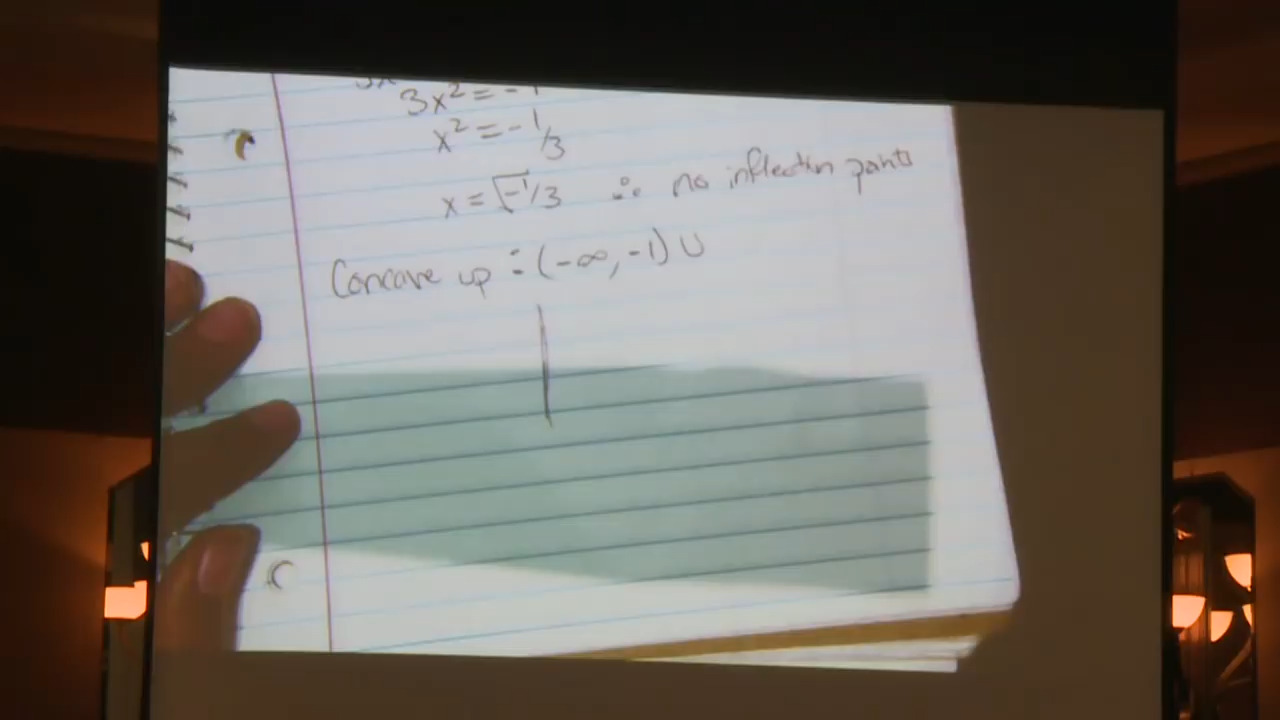 3x² = -1
x² = -1/3
x = √-1/3 ∴ no inflection points
Concave up : (-∞, -1) ∪